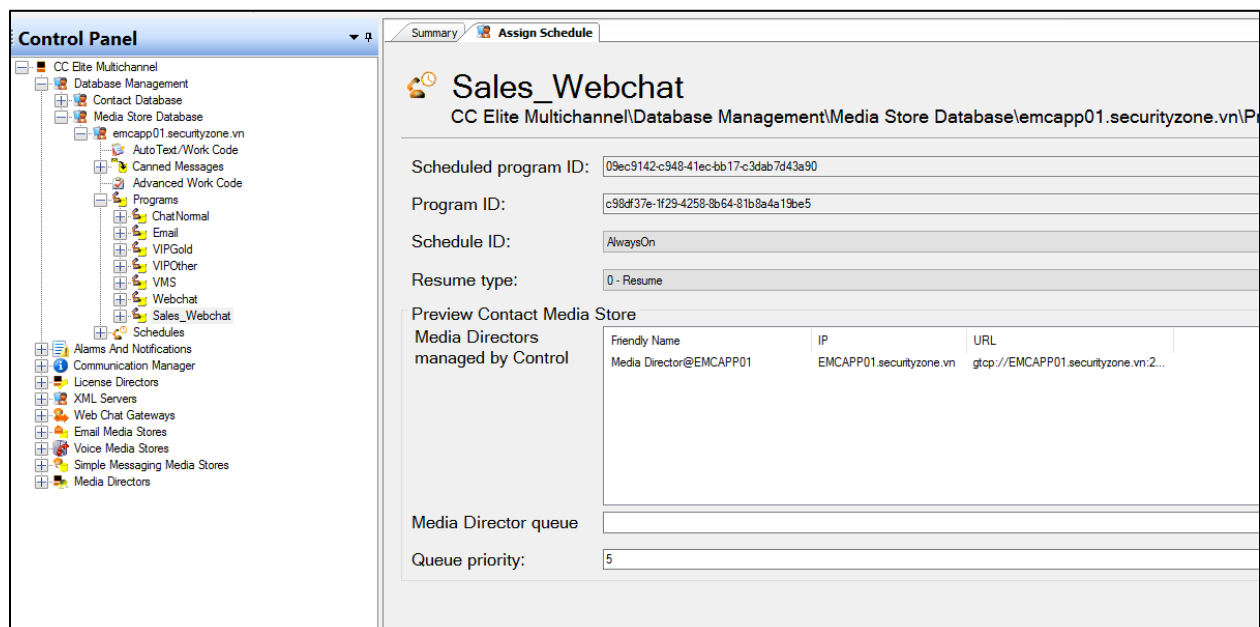 Control Panel
CC Elite Multichannel
Database Management
Contact Database
Media Store Database
emcapp01.securityzone.vn
AutoText/Work Code
Canned Messages
Advanced Work Code
Programs
ChatNormal
Email
VIPGold
VIPOther
VMS
Webchat
Sales_Webchat
Schedules
Alarms And Notifications
Communication Manager
License Directors
XML Servers
Web Chat Gateways
Email Media Stores
Voice Media Stores
Simple Messaging Media Stores
Media Directors
Summary
Assign Schedule
Sales_Webchat
CC Elite Multichannel\Database Management\Media Store Database\emcapp01.securityzone.vn\Pr
Scheduled program ID: 09ec9142-c948-41ec-bb17-c3dab7d43a90
Program ID: c98df37e-1f29-4258-8b64-81b8a4a19be5
Schedule ID: AlwaysOn
Resume type: 0 - Resume
Preview Contact Media Store
Media Directors
managed by Control
Friendly Name IP URL
Media Director@EMCAPP01 EMCAPP01.securityzone.vn gtcp://EMCAPP01.securityzone.vn:2...
Media Director queue
Queue priority: 5